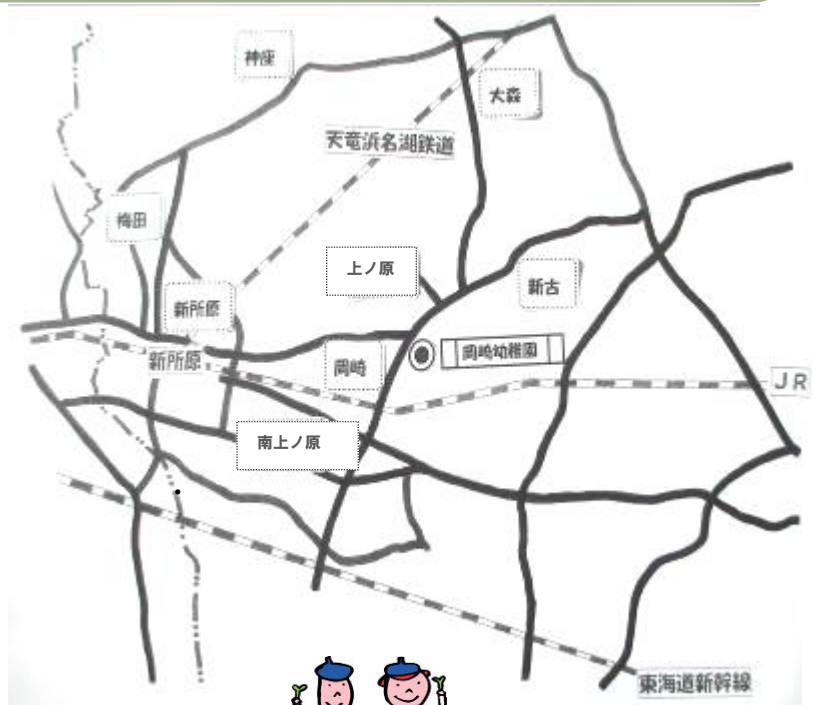 神座
大森
天竜浜名湖鉄道
梅田
上ノ原
新古
新所原
岡崎幼稚園
新所原
岡崎
JR
南上ノ原
東海道新幹線